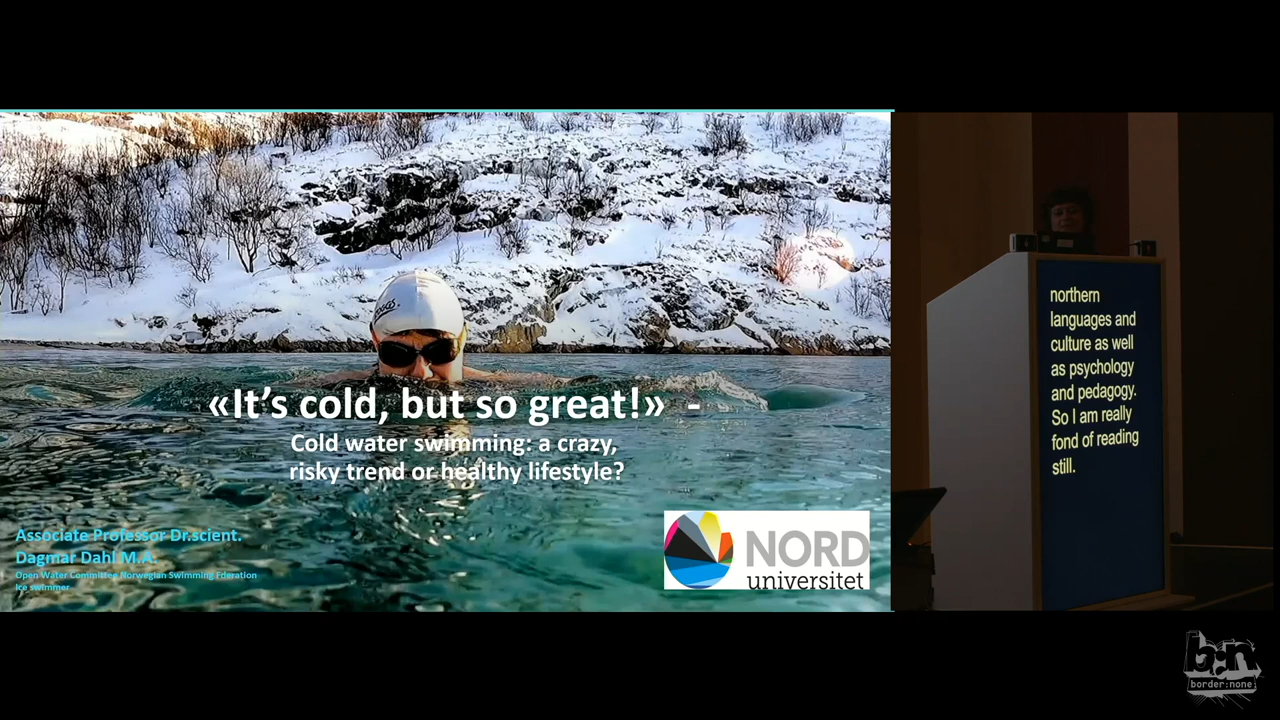 «It's cold, but so great!» -
Cold water swimming: a crazy,
risky trend or healthy lifestyle?
Associate Professor Dr.scient.
Dagmar Dahl M.A.
Open Water Committee Norwegian Swimming Fderation
ice swimmer
NORD
universitet
northern
languages and
culture as well
as psychology
and pedagogy.
So I am really
fond of reading
still.
b:n
border:none